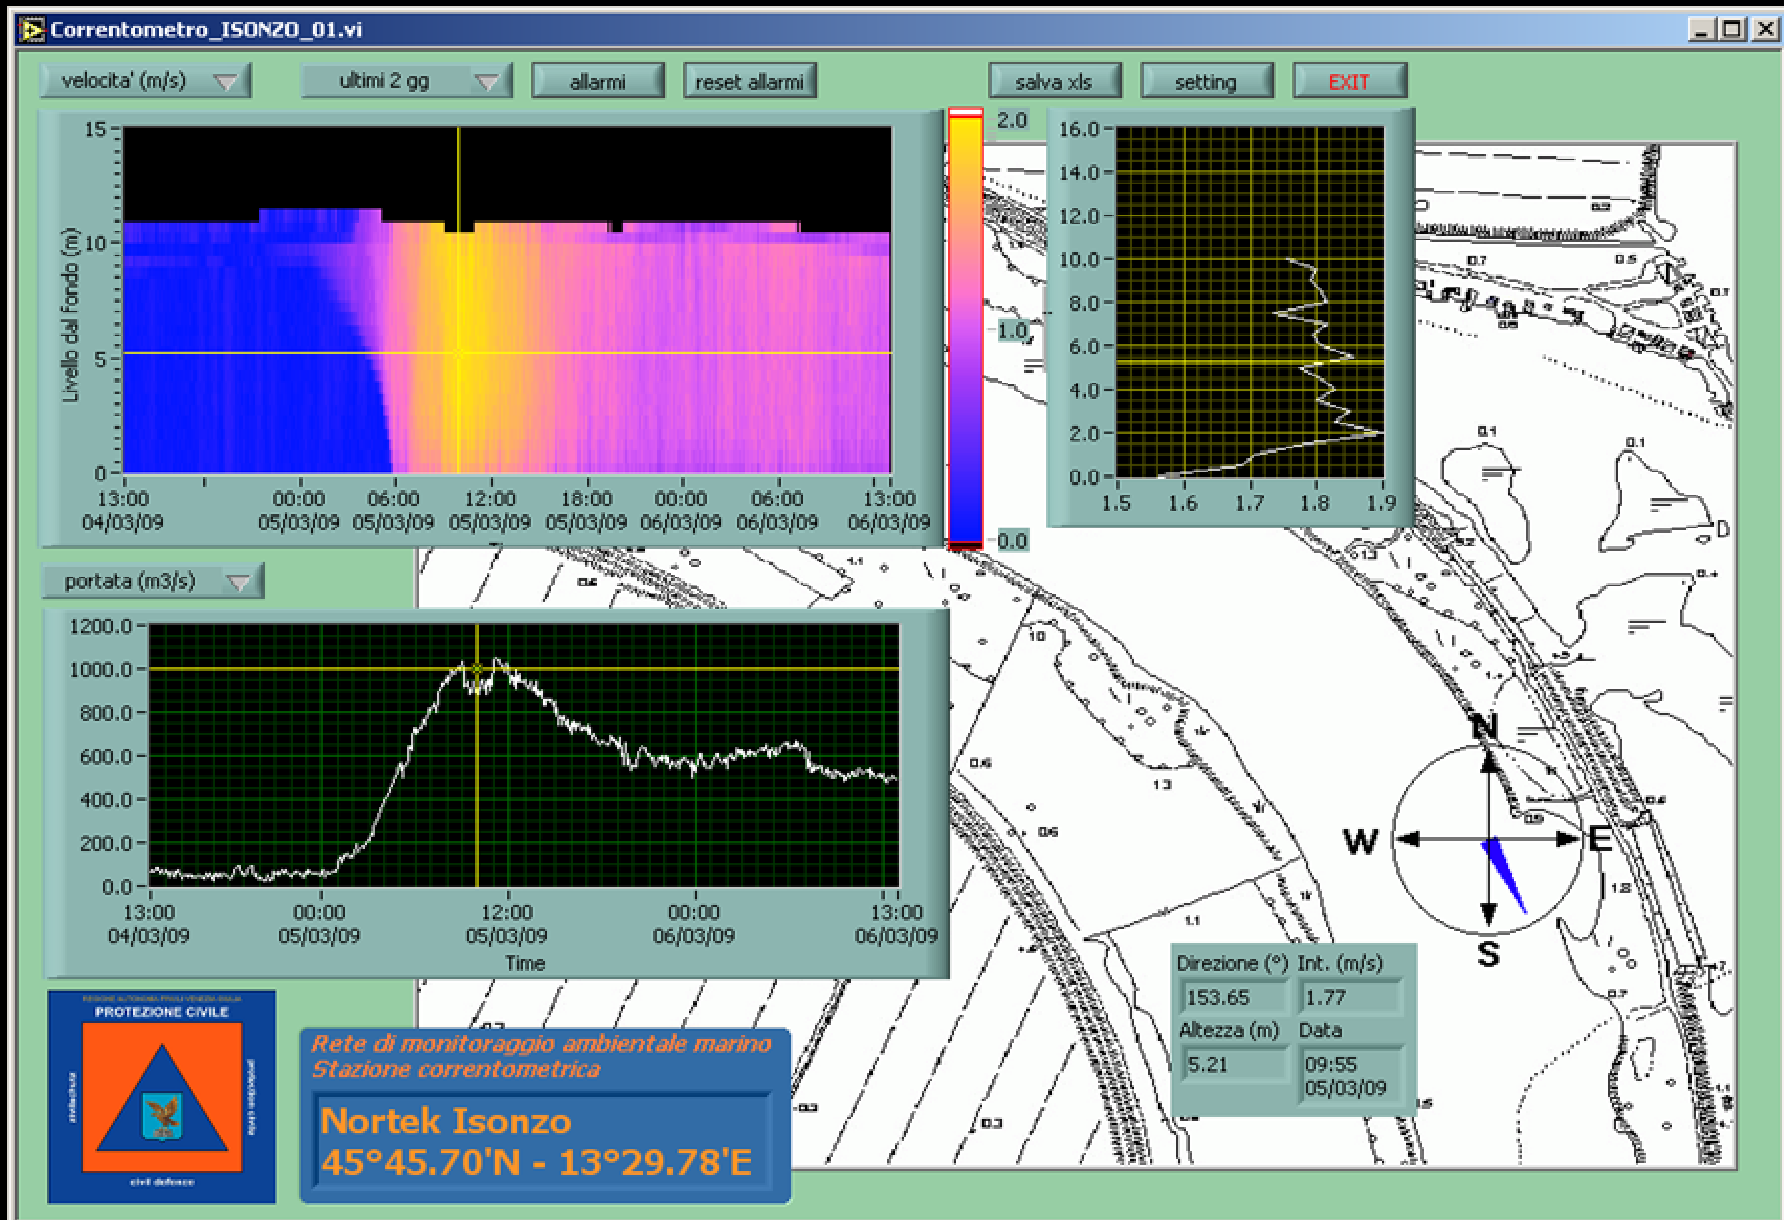 Correntometro_ISONZO_01.vi
velocita' (m/s)
ultimi 2 gg
allarmi
reset allarmi
salva xls
setting
EXIT
Livello dal fondo (m)
15
10
5
0
13:00 00:00 06:00 12:00 18:00 00:00 06:00 13:00
04/03/09 05/03/09 05/03/09 05/03/09 05/03/09 06/03/09 06/03/09 06/03/09
2.0
1.0
0.0
16.0
14.0
12.0
10.0
8.0
6.0
4.0
2.0
0.0
1.5 1.6 1.7 1.8 1.9
portata (m3/s)
1200.0
1000.0
800.0
600.0
400.0
200.0
0.0
13:00 00:00 12:00 00:00 13:00
04/03/09 05/03/09 05/03/09 06/03/09 06/03/09
Time
N
W E
S
Direzione (°) Int. (m/s)
153.65 1.77
Altezza (m) Data
5.21 09:55
05/03/09
PROTEZIONE CIVILE
civil defence
Rete di monitoraggio ambientale marino
Stazione correntometrica
Nortek Isonzo
45°45.70'N - 13°29.78'E